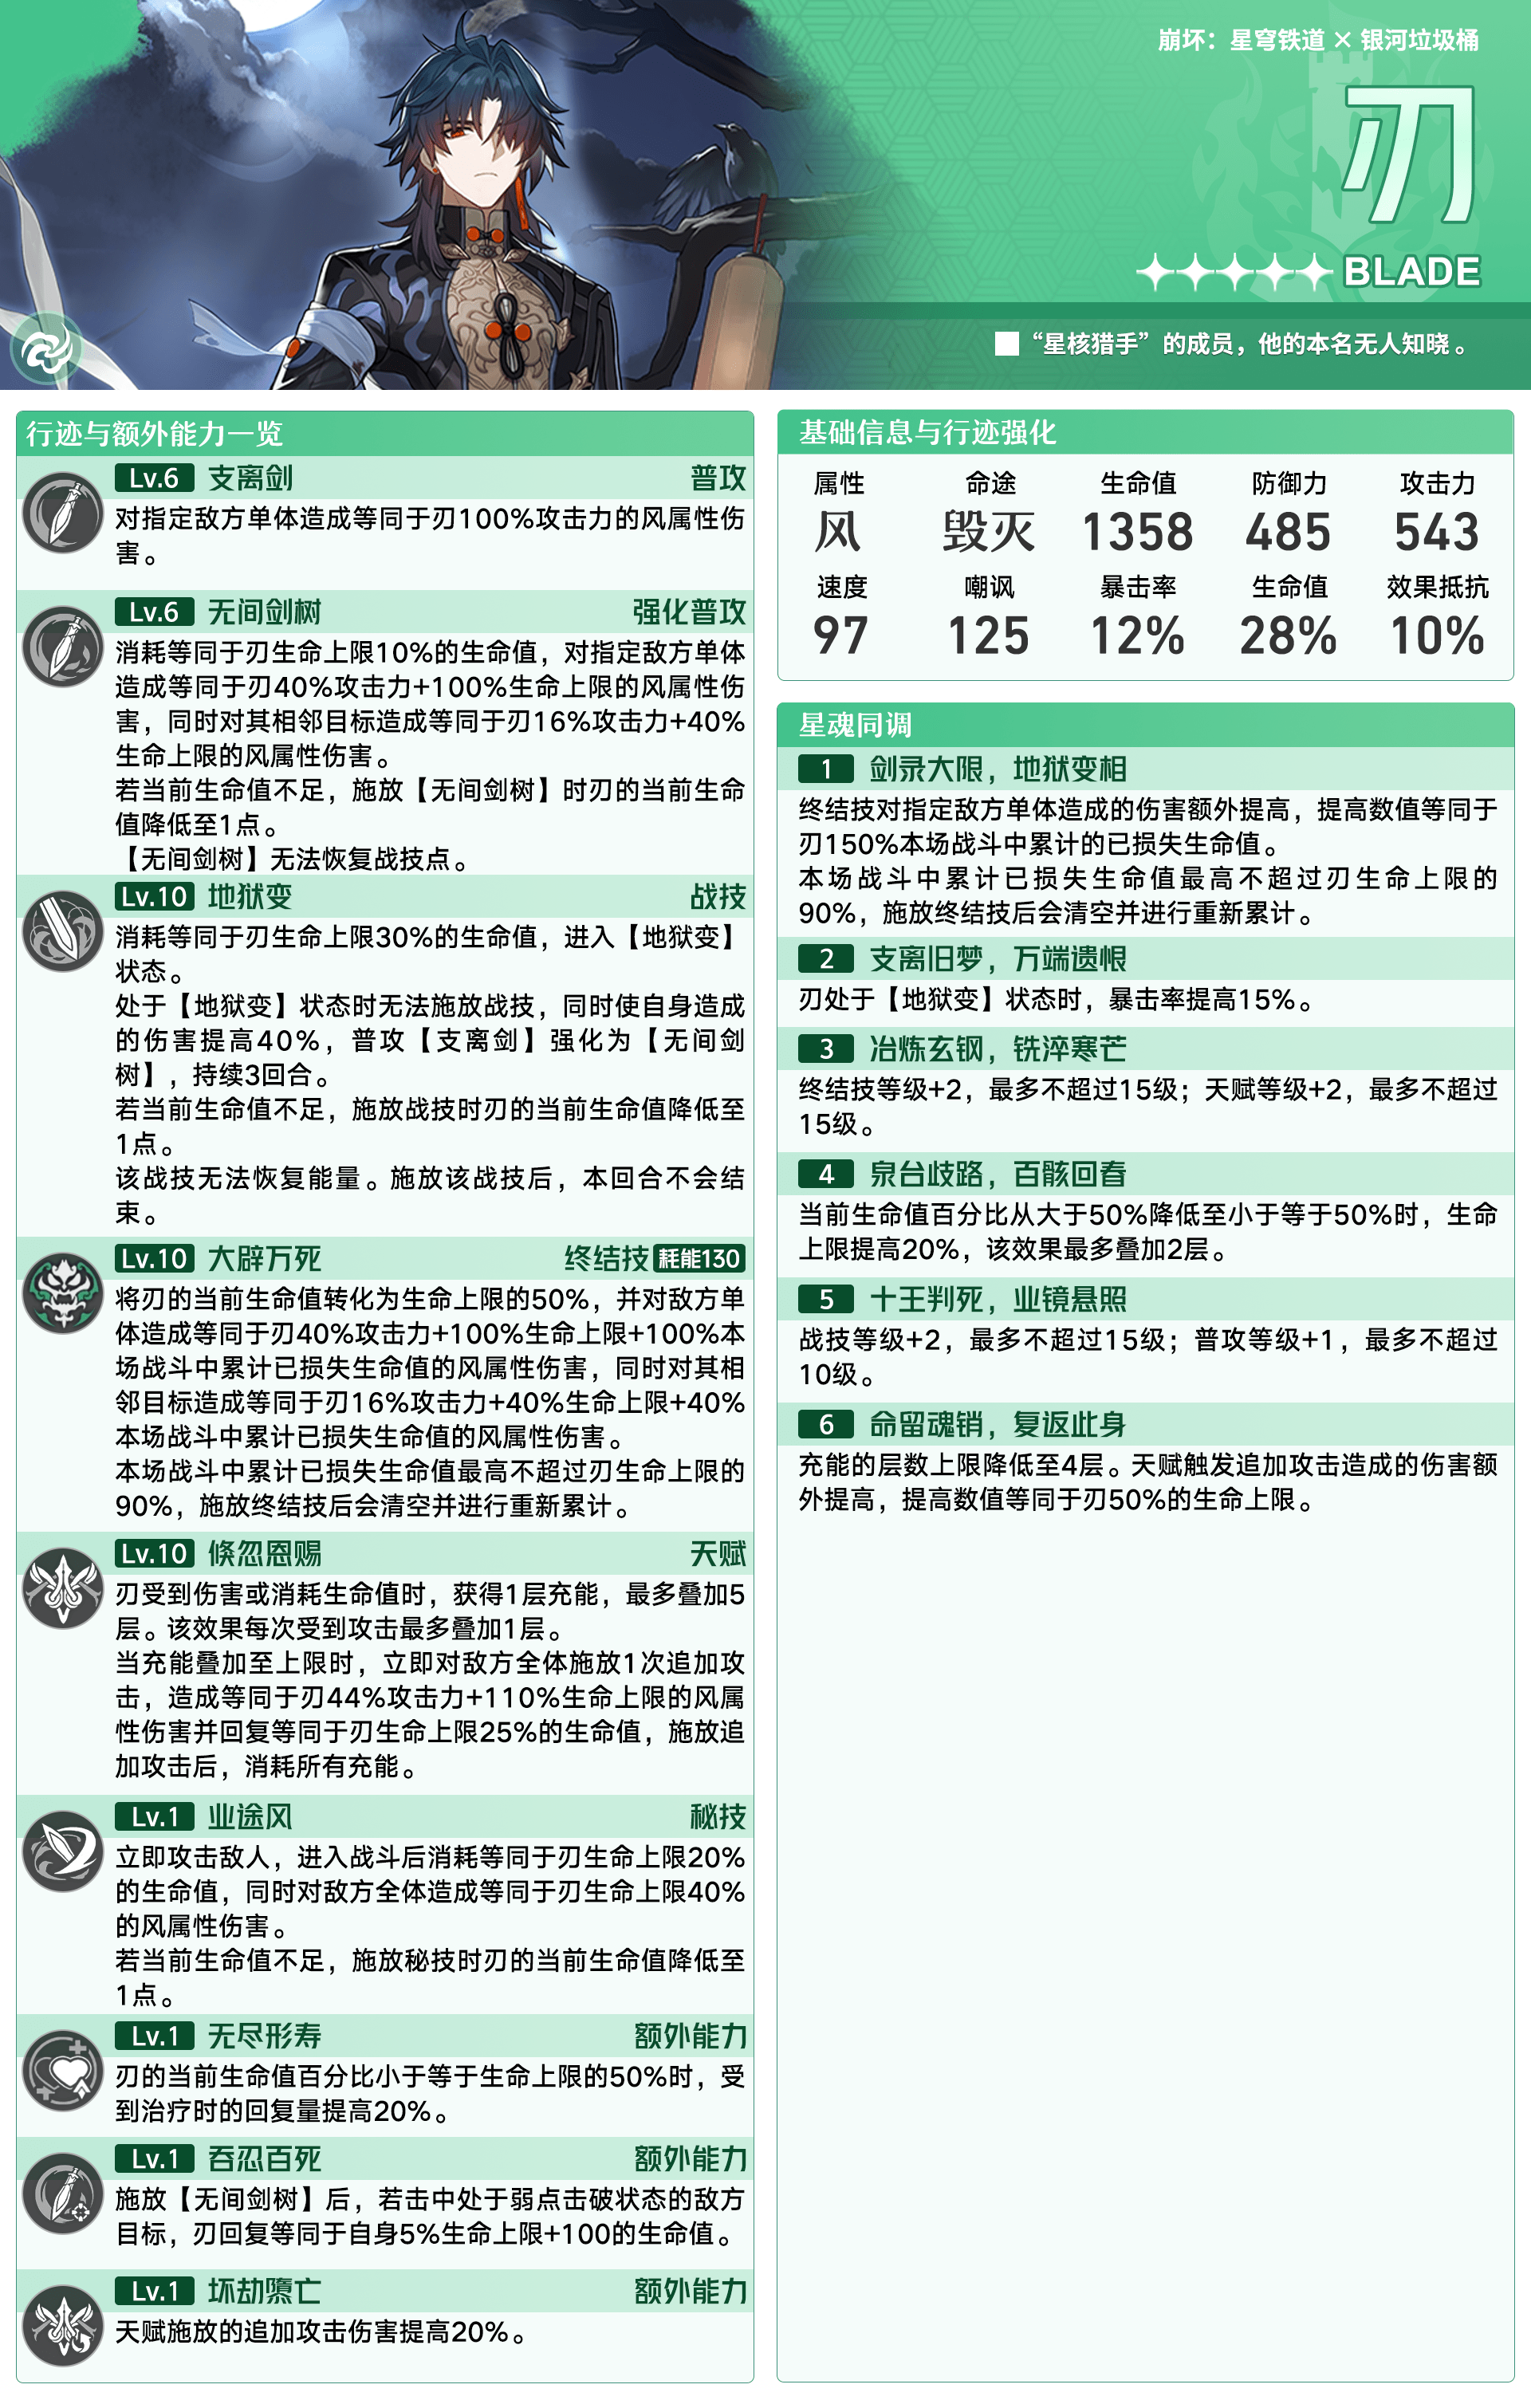 崩坏：星穹铁道 × 银河垃圾桶
刃
BLADE
“星核猎手”的成员，他的本名无人知晓。
行迹与额外能力一览
Lv.6 支离剑 普攻
对指定敌方单体造成等同于刃100%攻击力的风属性伤
害。
Lv.6 无间剑树 强化普攻
消耗等同于刃生命上限10%的生命值，对指定敌方单体
造成等同于刃40%攻击力+100%生命上限的风属性伤
害，同时对其相邻目标造成等同于刃16%攻击力+40%
生命上限的风属性伤害。
若当前生命值不足，施放【无间剑树】时刃的当前生命
值降低至1点。
【无间剑树】无法恢复战技点。
Lv.10 地狱变 战技
消耗等同于刃生命上限30%的生命值，进入【地狱变】
状态。
处于【地狱变】状态时无法施放战技，同时使自身造成
的伤害提高40%，普攻【支离剑】强化为【无间剑
树】，持续3回合。
若当前生命值不足，施放战技时刃的当前生命值降低至
1点。
该战技无法恢复能量。施放该战技后，本回合不会结
束。
Lv.10 大辟万死 终结技 耗能130
将刃的当前生命值转化为生命上限的50%，并对敌方单
体造成等同于刃40%攻击力+100%生命上限+100%本
场战斗中累计已损失生命值的风属性伤害，同时对其相
邻目标造成等同于刃16%攻击力+40%生命上限+40%
本场战斗中累计已损失生命值的风属性伤害。
本场战斗中累计已损失生命值最高不超过刃生命上限的
90%，施放终结技后会清空并进行重新累计。
Lv.10 倏忽恩赐 天赋
刃受到伤害或消耗生命值时，获得1层充能，最多叠加5
层。该效果每次受到攻击最多叠加1层。
当充能叠加至上限时，立即对敌方全体施放1次追加攻
击，造成等同于刃44%攻击力+110%生命上限的风属
性伤害并回复等同于刃生命上限25%的生命值，施放追
加攻击后，消耗所有充能。
Lv.1 业途风 秘技
立即攻击敌人，进入战斗后消耗等同于刃生命上限20%
的生命值，同时对敌方全体造成等同于刃生命上限40%
的风属性伤害。
若当前生命值不足，施放秘技时刃的当前生命值降低至
1点。
Lv.1 无尽形寿 额外能力
刃的当前生命值百分比小于等于生命上限的50%时，受
到治疗时的回复量提高20%。
Lv.1 吞忍百死 额外能力
施放【无间剑树】后，若击中处于弱点击破状态的敌方
目标，刃回复等同于自身5%生命上限+100的生命值。
Lv.1 坏劫隳亡 额外能力
天赋施放的追加攻击伤害提高20%。
基础信息与行迹强化
属性 命途 生命值 防御力 攻击力
风 毁灭 1358 485 543
速度 嘲讽 暴击率 生命值 效果抵抗
97 125 12% 28% 10%
星魂同调
1 剑录大限，地狱变相
终结技对指定敌方单体造成的伤害额外提高，提高数值等同于
刃150%本场战斗中累计的已损失生命值。
本场战斗中累计已损失生命值最高不超过刃生命上限的
90%，施放终结技后会清空并进行重新累计。
2 支离旧梦，万端遗恨
刃处于【地狱变】状态时，暴击率提高15%。
3 冶炼玄钢，铣淬寒芒
终结技等级+2，最多不超过15级；天赋等级+2，最多不超过
15级。
4 泉台歧路，百骸回春
当前生命值百分比从大于50%降低至小于等于50%时，生命
上限提高20%，该效果最多叠加2层。
5 十王判死，业镜悬照
战技等级+2，最多不超过15级；普攻等级+1，最多不超过
10级。
6 命留魂销，复返此身
充能的层数上限降低至4层。天赋触发追加攻击造成的伤害额
外提高，提高数值等同于刃50%的生命上限。